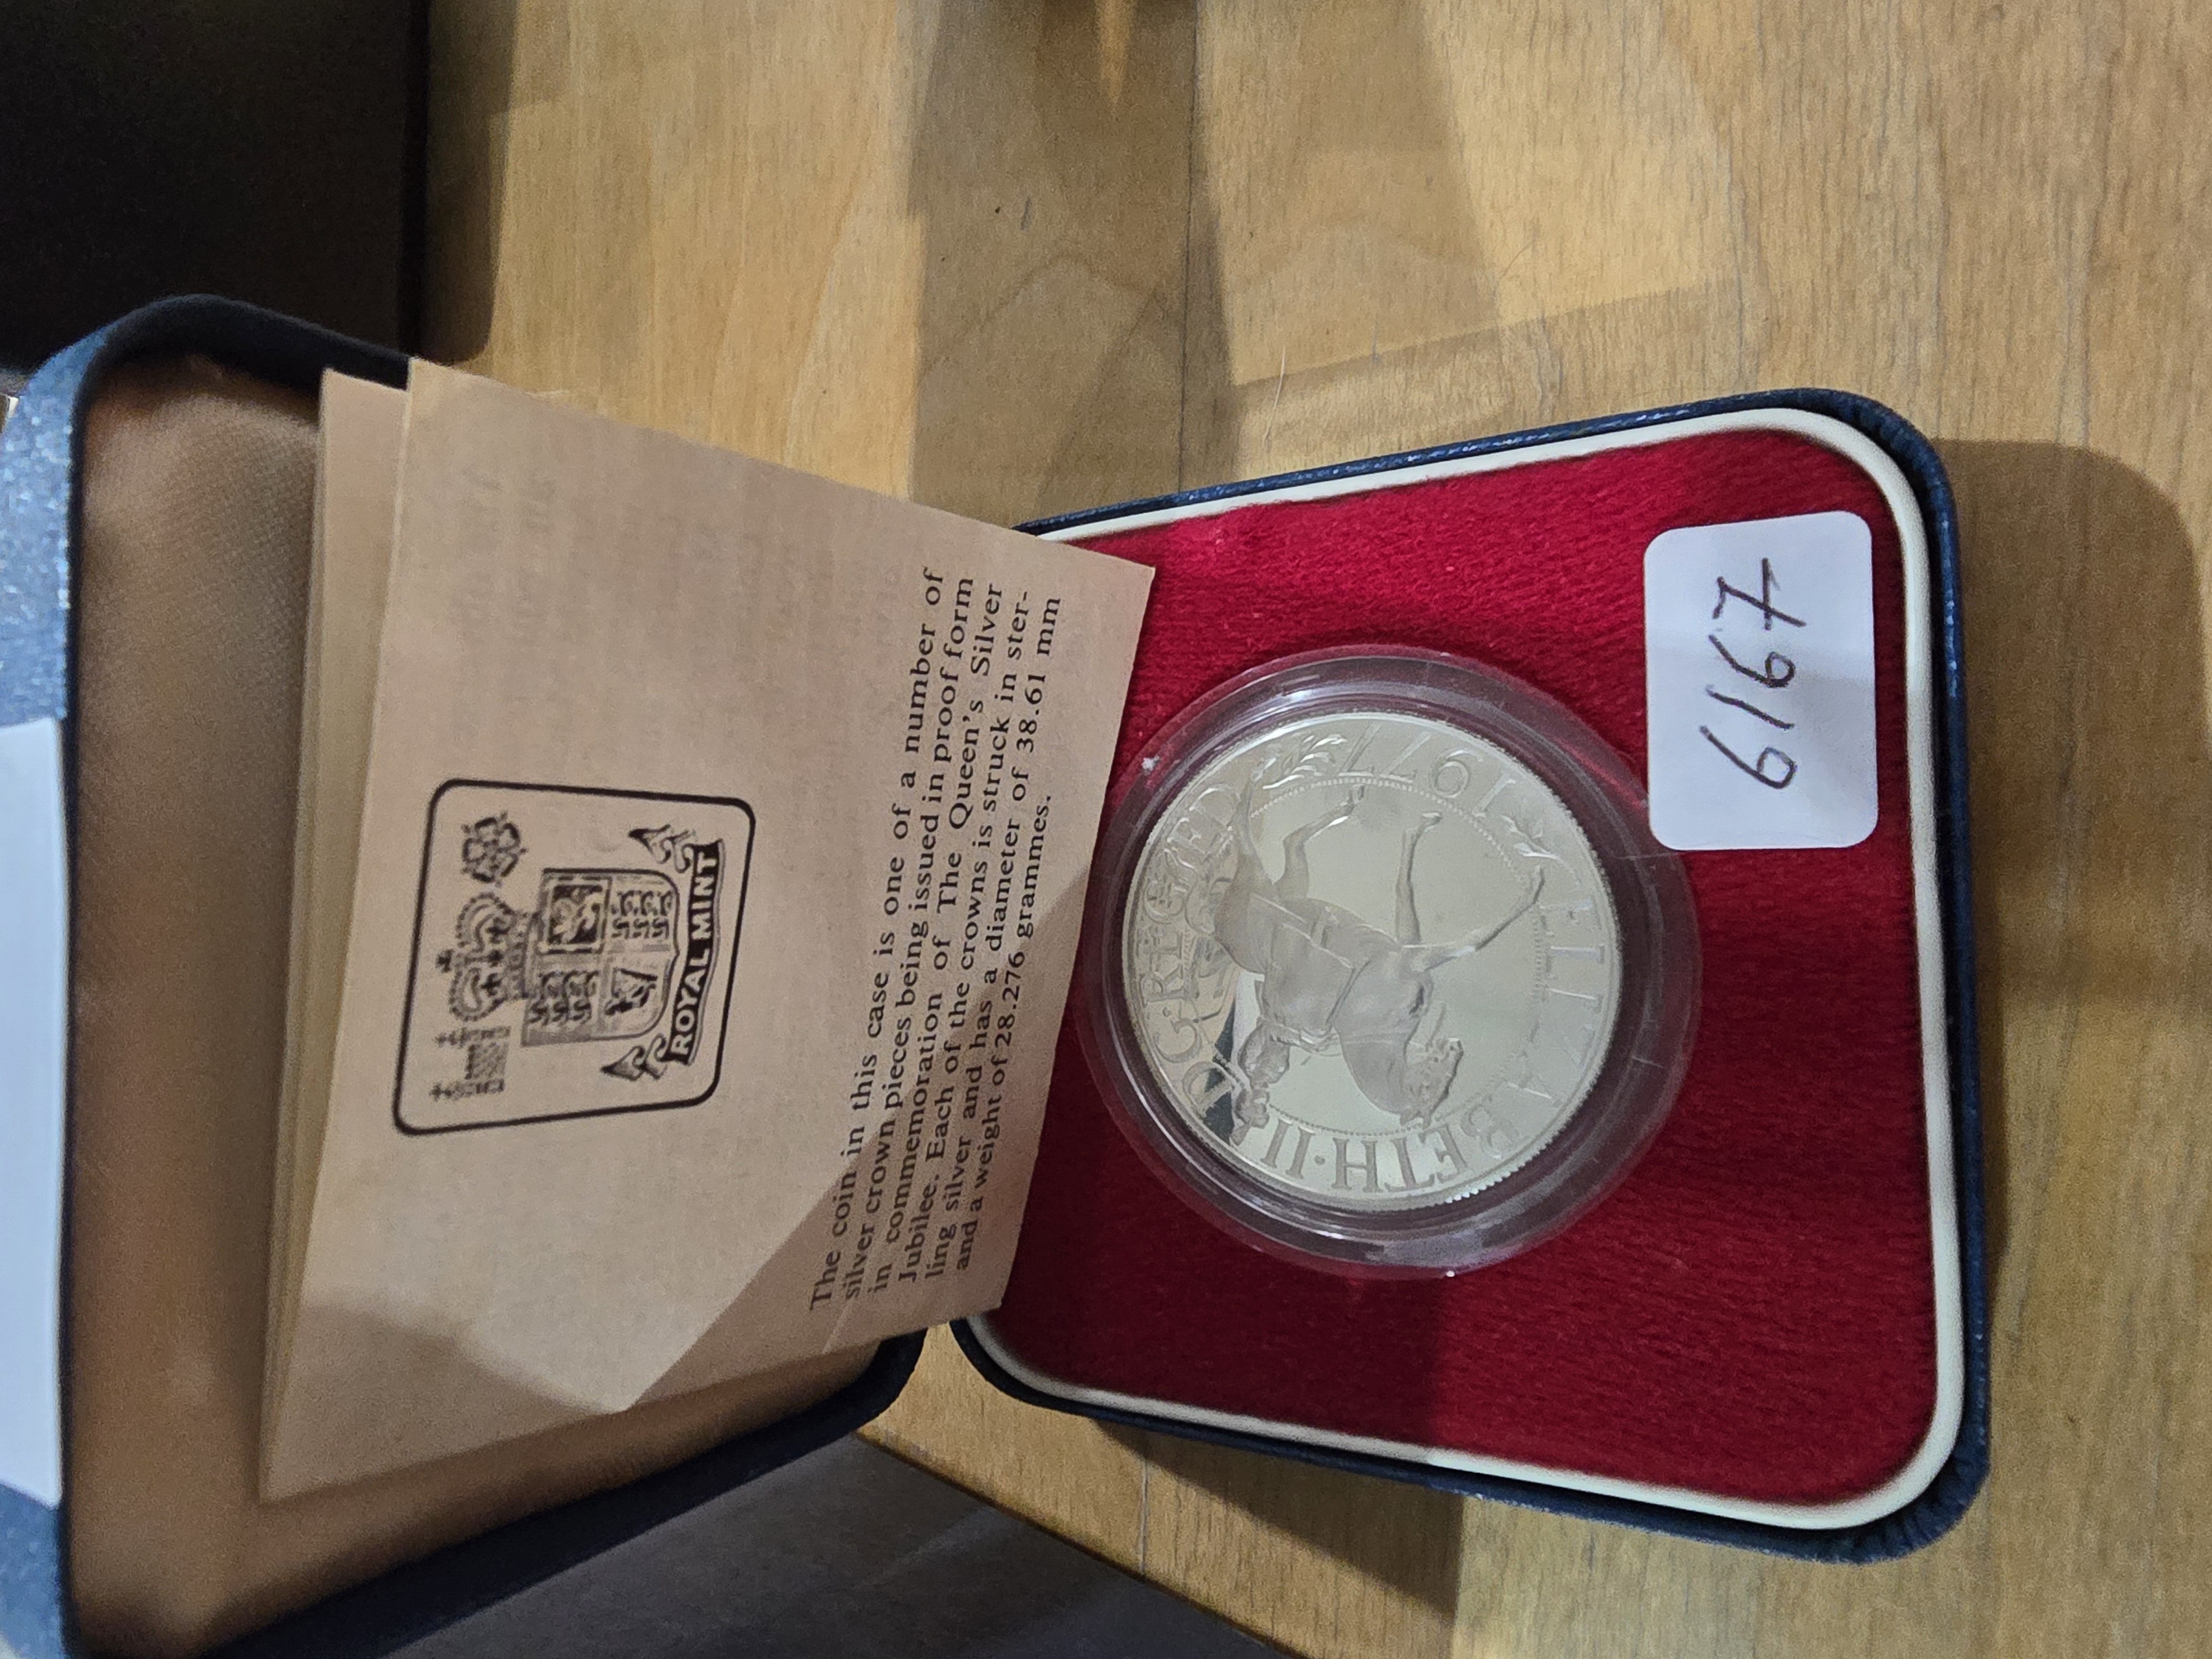 ROYAL MINT
The coin in this case is one of a number of
silver crown pieces being issued in proof form
in commemoration of The Queen's Silver
Jubilee. Each of the crowns is struck in ster-
ling silver and has a diameter of 38.61 mm
and a weight of 28.276 grammes.
ELIZABETH·II D·G·REG F·D 1977